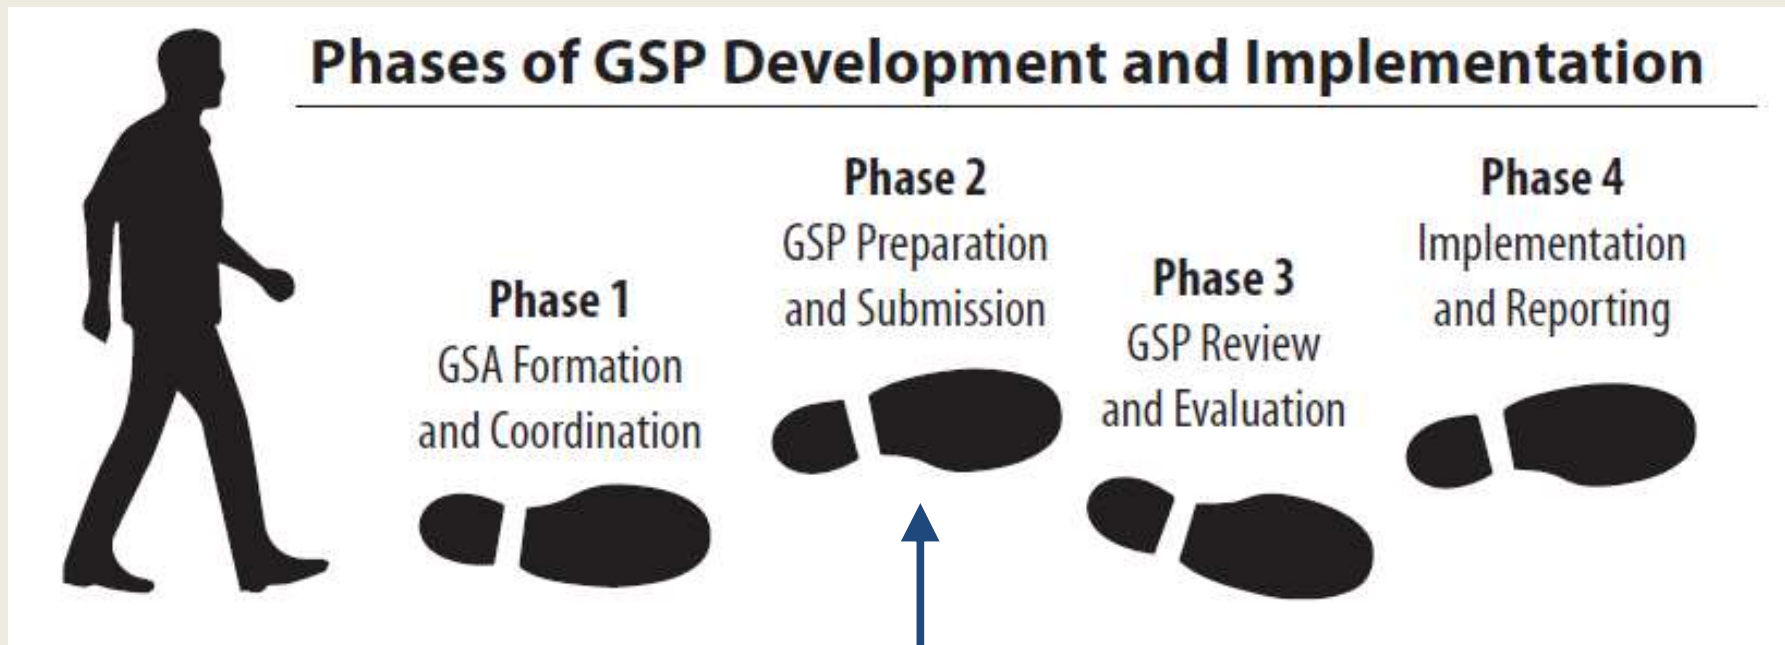 Phases of GSP Development and Implementation
Phase 1
GSA Formation
and Coordination
Phase 2
GSP Preparation
and Submission
Phase 3
GSP Review
and Evaluation
Phase 4
Implementation
and Reporting